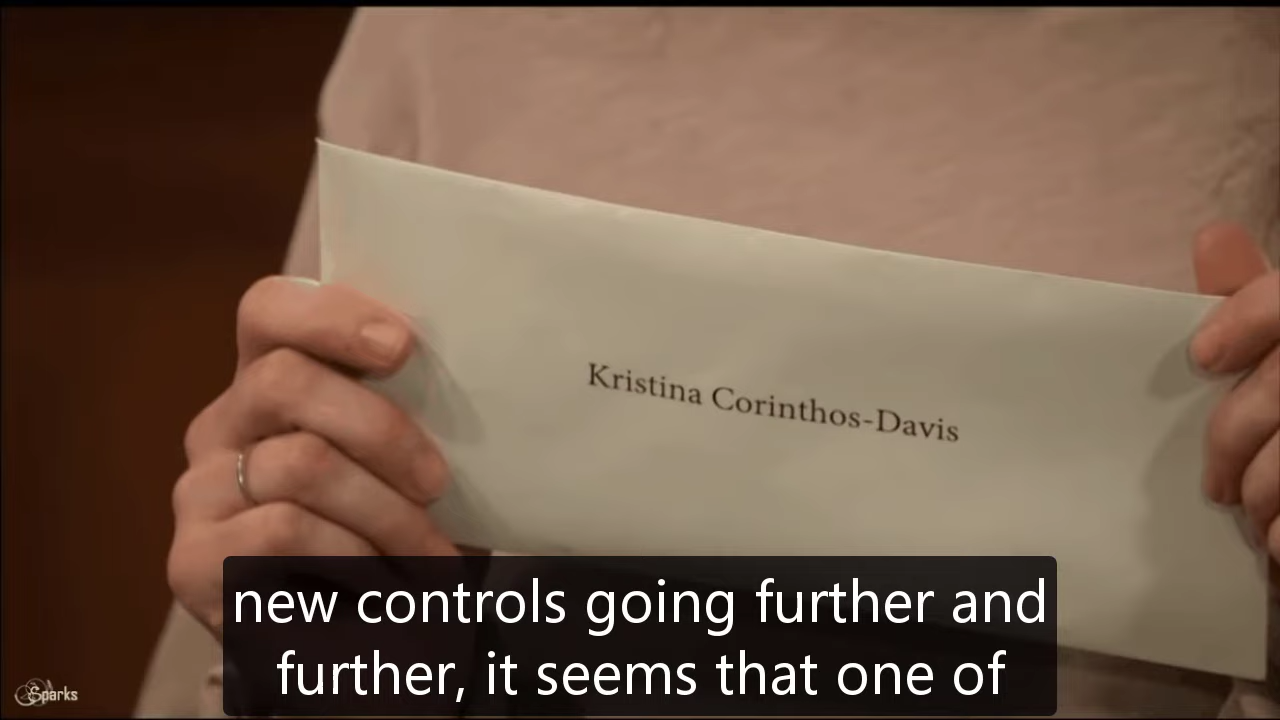 Kristina Corinthos-Davis
new controls going further and
further, it seems that one of
Sparks